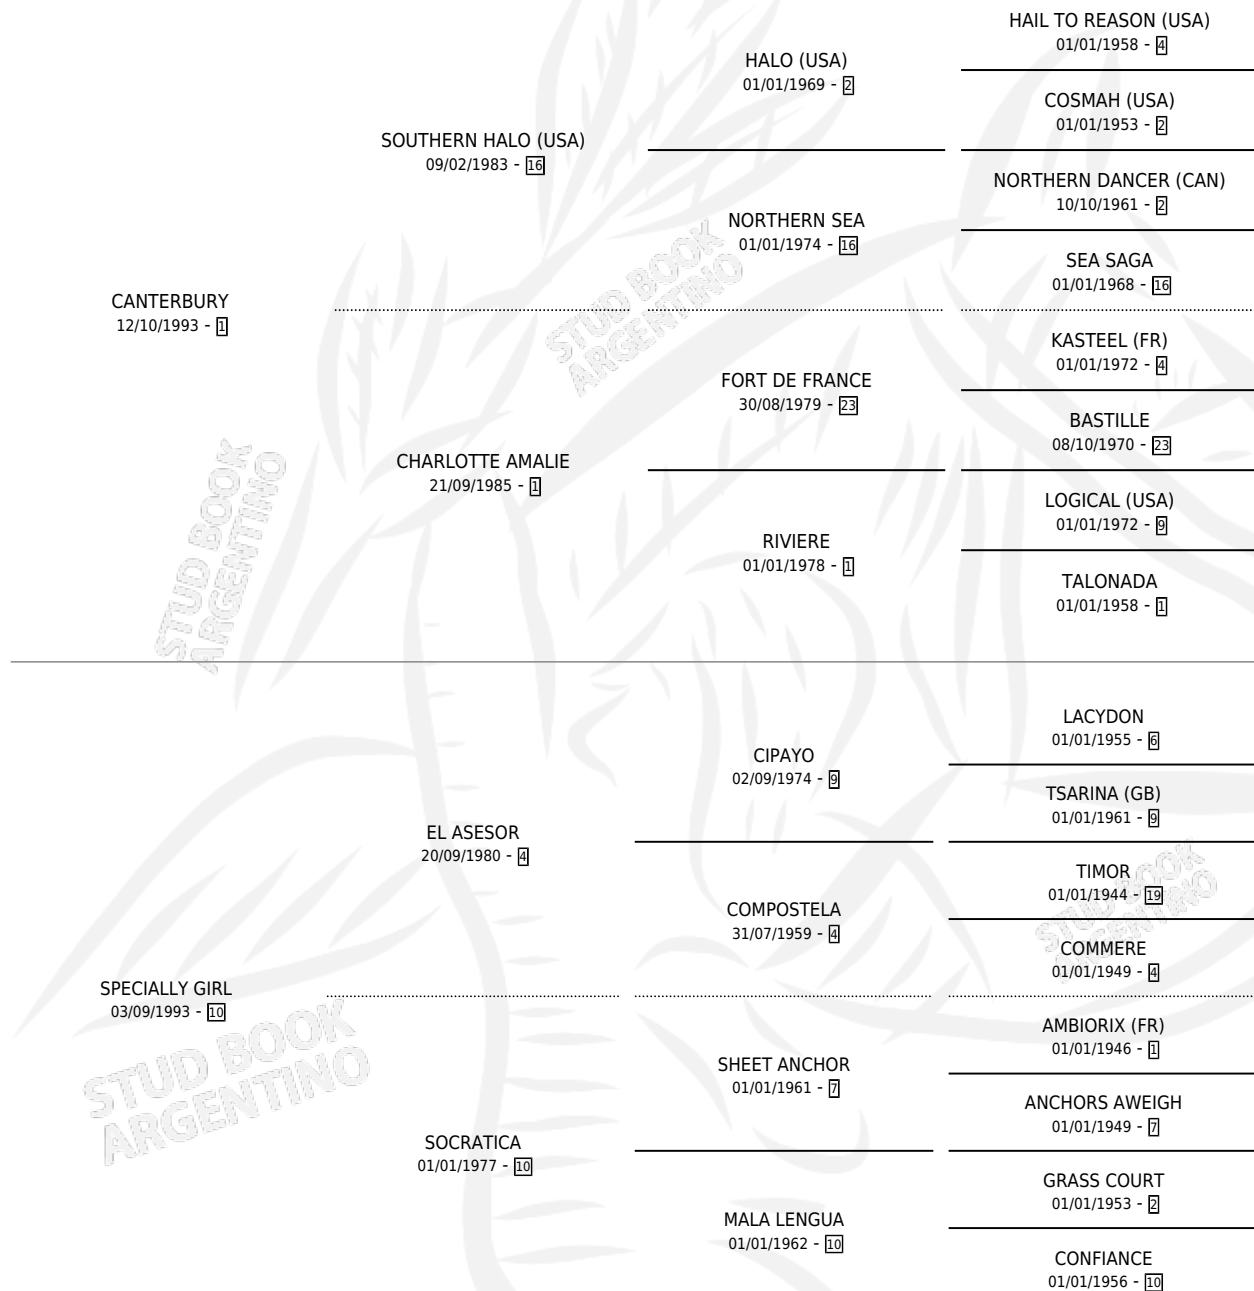 HAIL TO REASON (USA)
01/01/1958 - 4
HALO (USA)
01/01/1969 - 2
COSMAH (USA)
01/01/1953 - 2
SOUTHERN HALO (USA)
09/02/1983 - 16
NORTHERN DANCER (CAN)
10/10/1961 - 2
NORTHERN SEA
01/01/1974 - 16
SEA SAGA
01/01/1968 - 16
CANTERBURY
12/10/1993 - 1
KASTEEL (FR)
01/01/1972 - 4
FORT DE FRANCE
30/08/1979 - 23
BASTILLE
08/10/1970 - 23
CHARLOTTE AMALIE
21/09/1985 - 1
LOGICAL (USA)
01/01/1972 - 9
RIVIERE
01/01/1978 - 1
TALONADA
01/01/1958 - 1
LACYDON
01/01/1955 - 6
CIPAYO
02/09/1974 - 9
TSARINA (GB)
01/01/1961 - 9
EL ASESOR
20/09/1980 - 4
TIMOR
01/01/1944 - 19
COMPOSTELA
31/07/1959 - 4
COMMERE
01/01/1949 - 4
SPECIALLY GIRL
03/09/1993 - 10
AMBIORIX (FR)
01/01/1946 - 1
SHEET ANCHOR
01/01/1961 - 7
ANCHORS AWEIGH
01/01/1949 - 7
SOCRATICA
01/01/1977 - 10
GRASS COURT
01/01/1953 - 2
MALA LENGUA
01/01/1962 - 10
CONFIANCE
01/01/1956 - 10
STUD BOOK
ARGENTINO
STUD BOOK
ARGENTINO
STUD BOOK
ARGENTINO
STUD BOOK
ARGENTINO